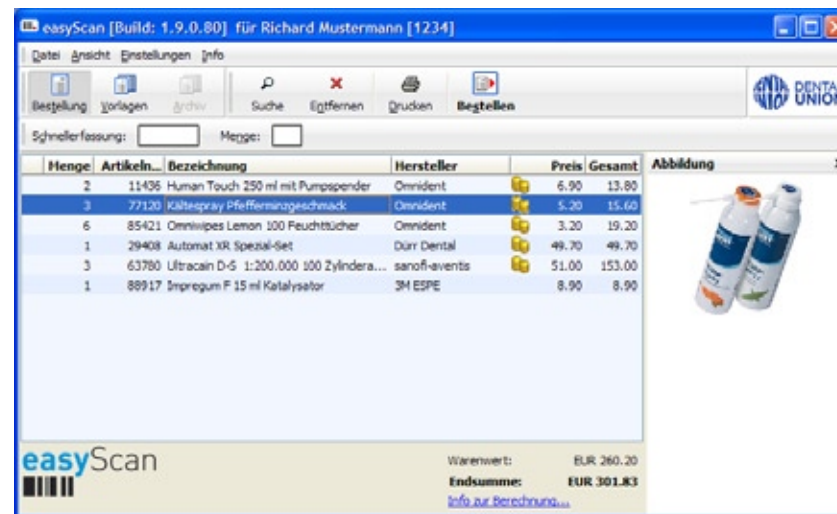 easyScan [Build: 1.9.0.80] für Richard Mustermann [1234]
Datei Ansicht Einstellungen Info
Bestellung Vorlagen Archiv Suche Entfernen Drucken Bestellen
DENTA
UNION
Schnellerfassung: Menge:
Menge Artikeln... Bezeichnung Hersteller Preis Gesamt Abbildung
2 11436 Human Touch 250 ml mit Pumpspender Omnident 6.90 13.80
3 77120 Kältespray Pfefferminzgeschmack Omnident 5.20 15.60
6 85421 Omniwipes Lemon 100 Feuchttücher Omnident 3.20 19.20
1 29408 Automat XR Spezial-Set Dürr Dental 49.70 49.70
3 63780 Ultracain D-S 1:200.000 100 Zylindera... sanofi-aventis 51.00 153.00
1 88917 Impregum F 15 ml Katalysator 3M ESPE 8.90 8.90
easyScan
Warenwert: EUR 260.20
Endsumme: EUR 301.83
Info zur Berechnung...